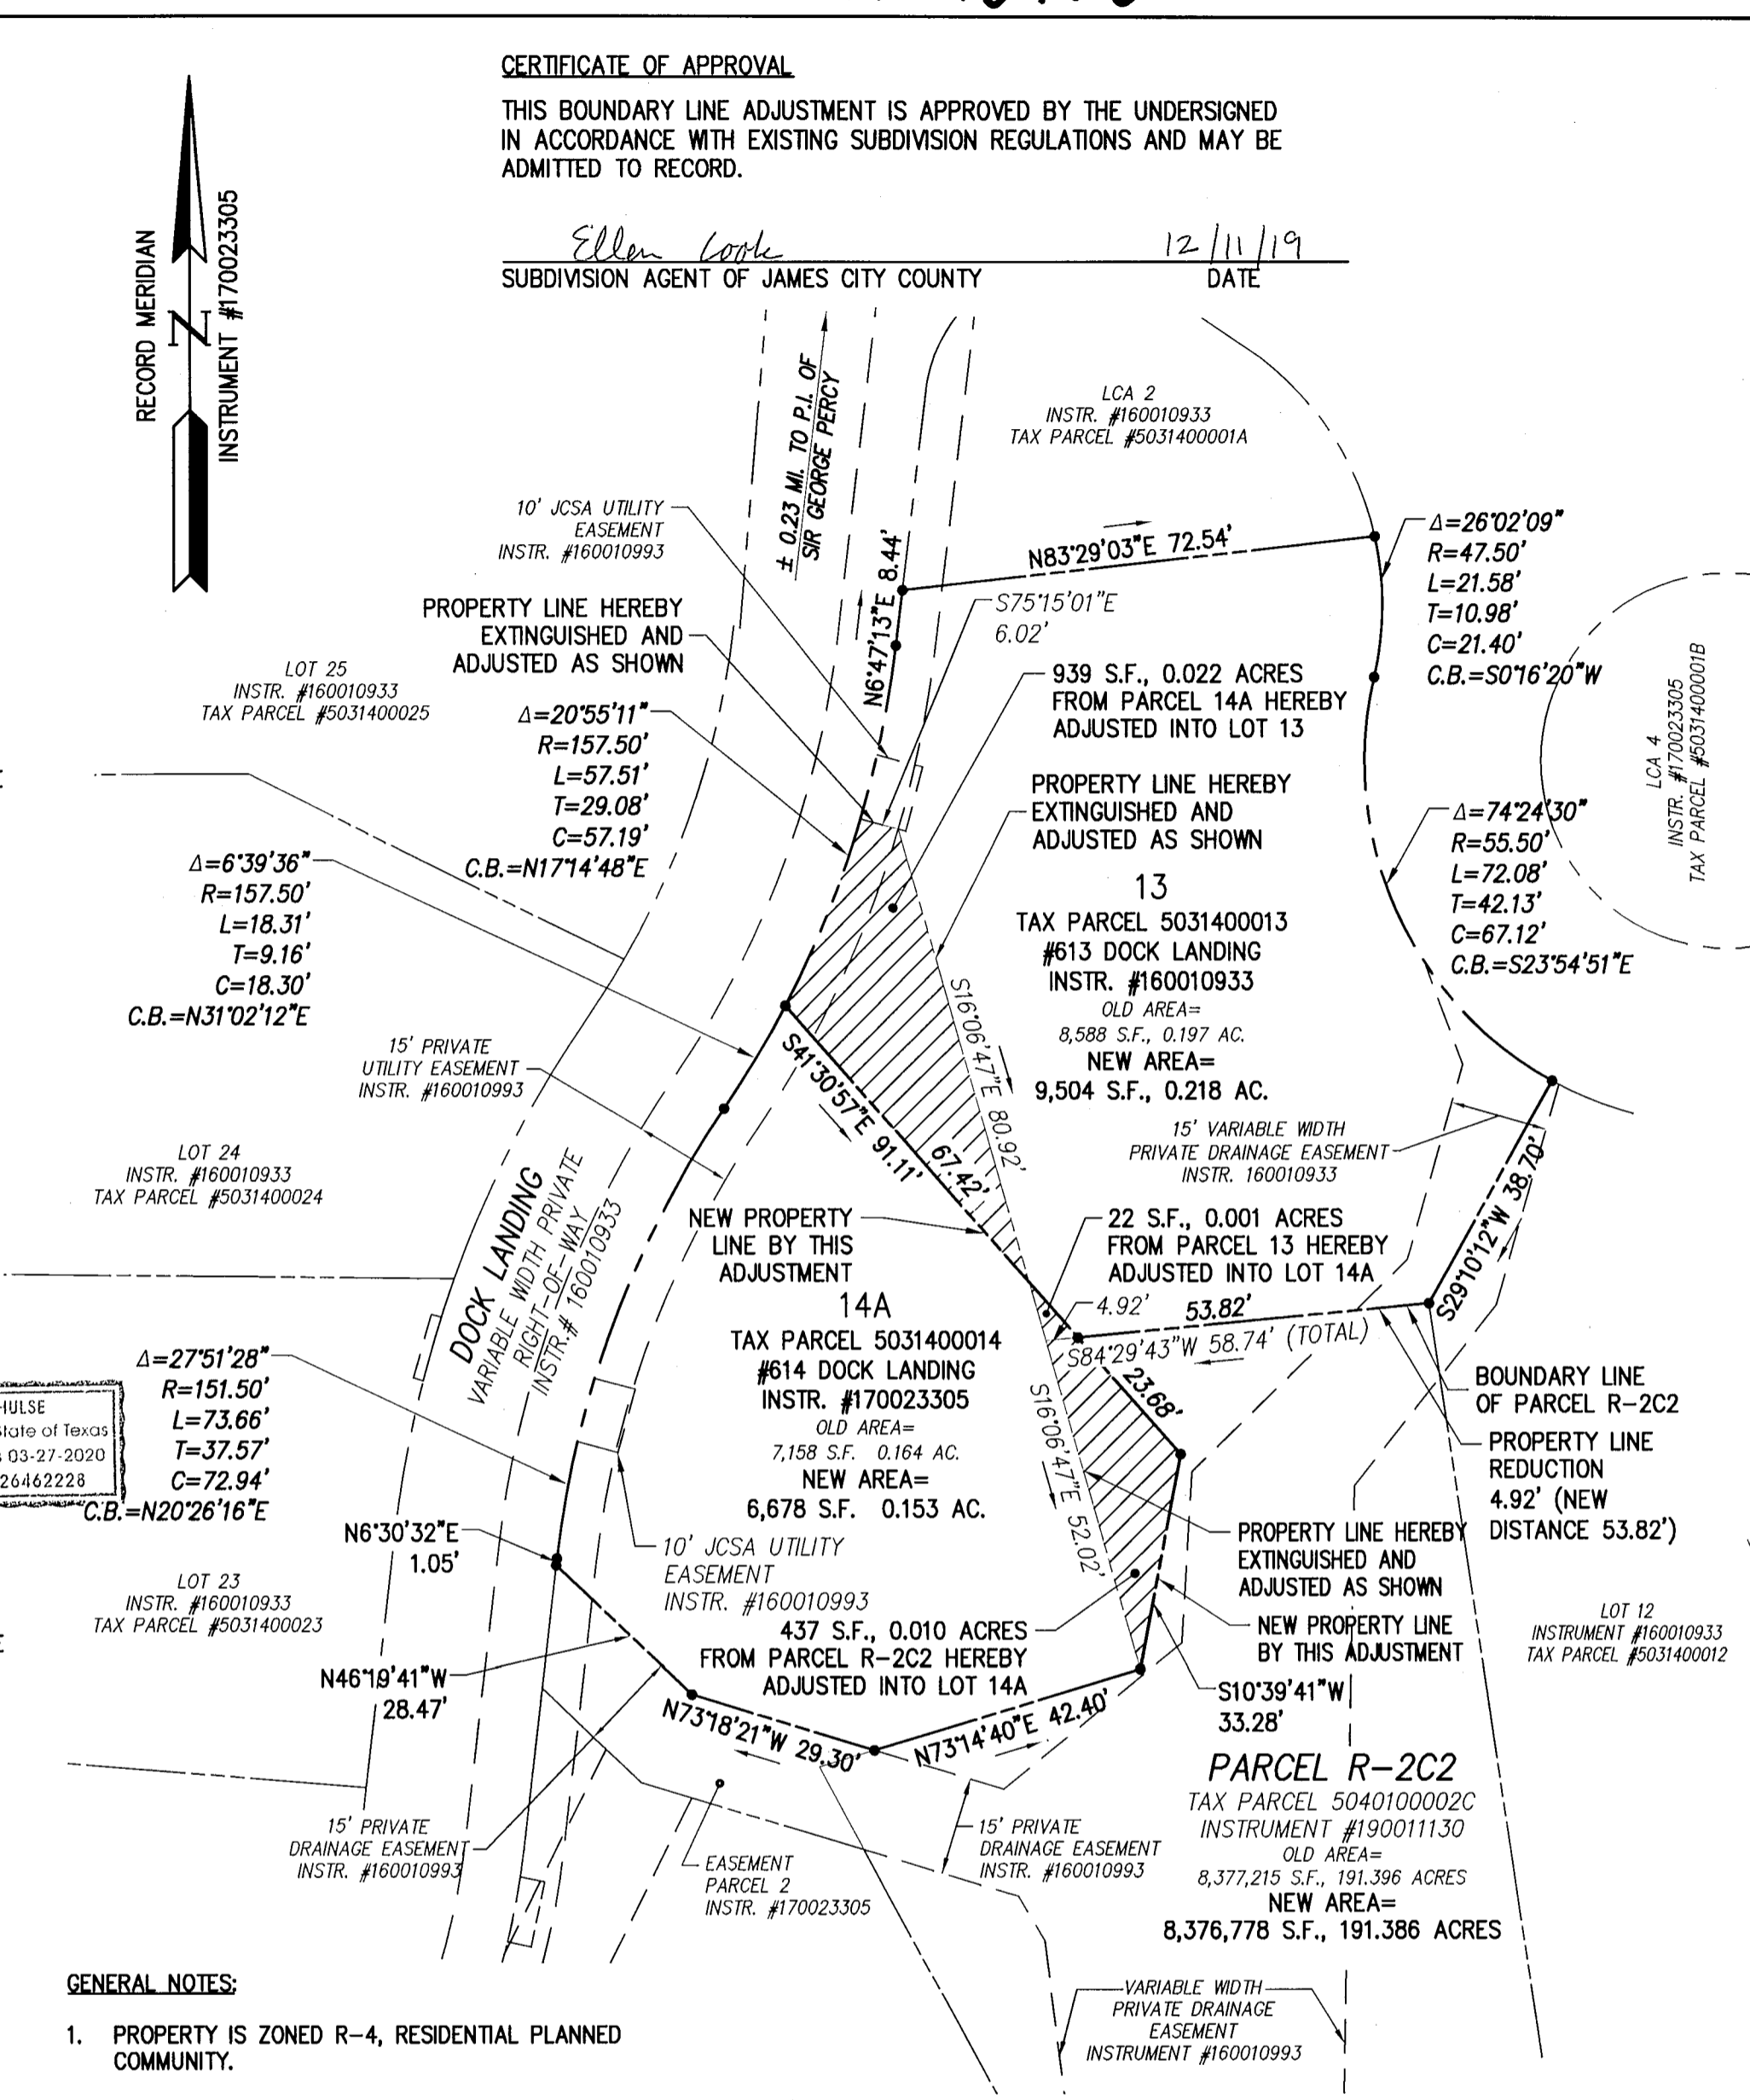 CERTIFICATE OF APPROVAL
THIS BOUNDARY LINE ADJUSTMENT IS APPROVED BY THE UNDERSIGNED
IN ACCORDANCE WITH EXISTING SUBDIVISION REGULATIONS AND MAY BE
ADMITTED TO RECORD.
Ellen Cook 12/11/19
SUBDIVISION AGENT OF JAMES CITY COUNTY DATE
RECORD MERIDIAN
N
INSTRUMENT #170023305
± 0.23 MI. TO P.I. OF
SIR GEORGE PERCY
LCA 2
INSTR. #160010933
TAX PARCEL #5031400001A
10' JCSA UTILITY
EASEMENT
INSTR. #160010993
N6°47'13"E 8.44'
N83°29'03"E 72.54'
Δ=26°02'09"
R=47.50'
L=21.58'
T=10.98'
C=21.40'
C.B.=S0°16'20"W
PROPERTY LINE HEREBY
EXTINGUISHED AND
ADJUSTED AS SHOWN
S75°15'01"E
6.02'
LOT 25
INSTR. #160010933
TAX PARCEL #5031400025
939 S.F., 0.022 ACRES
FROM PARCEL 14A HEREBY
ADJUSTED INTO LOT 13
LCA 4
INSTR. #170023305
TAX PARCEL #5031400001B
Δ=20°55'11"
R=157.50'
L=57.51'
T=29.08'
C=57.19'
C.B.=N17°14'48"E
PROPERTY LINE HEREBY
EXTINGUISHED AND
ADJUSTED AS SHOWN
Δ=74°24'30"
R=55.50'
L=72.08'
T=42.13'
C=67.12'
C.B.=S23°54'51"E
Δ=6°39'36"
R=157.50'
L=18.31'
T=9.16'
C=18.30'
C.B.=N31°02'12"E
13
TAX PARCEL 5031400013
#613 DOCK LANDING
INSTR. #160010933
OLD AREA=
8,588 S.F., 0.197 AC.
NEW AREA=
9,504 S.F., 0.218 AC.
S16°06'47"E 80.92'
S41°30'57"E 91.11'
67.42'
15' PRIVATE
UTILITY EASEMENT
INSTR. #160010993
15' VARIABLE WIDTH
PRIVATE DRAINAGE EASEMENT
INSTR. 160010933
S29°10'12"W 38.70'
LOT 24
INSTR. #160010933
TAX PARCEL #5031400024
DOCK LANDING
VARIABLE WIDTH PRIVATE
RIGHT-OF-WAY
INSTR.# 160010933
NEW PROPERTY
LINE BY THIS
ADJUSTMENT
22 S.F., 0.001 ACRES
FROM PARCEL 13 HEREBY
ADJUSTED INTO LOT 14A
4.92'
53.82'
S84°29'43"W 58.74' (TOTAL)
14A
TAX PARCEL 5031400014
#614 DOCK LANDING
INSTR. #170023305
OLD AREA=
7,158 S.F. 0.164 AC.
NEW AREA=
6,678 S.F. 0.153 AC.
23.68'
S16°06'47"E 52.02'
BOUNDARY LINE
OF PARCEL R-2C2
PROPERTY LINE
REDUCTION
4.92' (NEW
DISTANCE 53.82')
Δ=27°51'28"
R=151.50'
L=73.66'
T=37.57'
C=72.94'
C.B.=N20°26'16"E
HULSE
State of Texas
03-27-2020
26462228
N6°30'32"E
1.05'
10' JCSA UTILITY
EASEMENT
INSTR. #160010993
PROPERTY LINE HEREBY
EXTINGUISHED AND
ADJUSTED AS SHOWN
LOT 23
INSTR. #160010933
TAX PARCEL #5031400023
437 S.F., 0.010 ACRES
FROM PARCEL R-2C2 HEREBY
ADJUSTED INTO LOT 14A
NEW PROPERTY LINE
BY THIS ADJUSTMENT
LOT 12
INSTRUMENT #160010933
TAX PARCEL #5031400012
N46°19'41"W
28.47'
N73°18'21"W 29.30'
N73°14'40"E 42.40'
S10°39'41"W
33.28'
PARCEL R-2C2
TAX PARCEL 5040100002C
INSTRUMENT #190011130
OLD AREA=
8,377,215 S.F., 191.396 ACRES
NEW AREA=
8,376,778 S.F., 191.386 ACRES
15' PRIVATE
DRAINAGE EASEMENT
INSTR. #160010993
EASEMENT
PARCEL 2
INSTR. #170023305
15' PRIVATE
DRAINAGE EASEMENT
INSTR. #160010993
VARIABLE WIDTH
PRIVATE DRAINAGE
EASEMENT
INSTRUMENT #160010993
GENERAL NOTES:
1. PROPERTY IS ZONED R-4, RESIDENTIAL PLANNED
COMMUNITY.